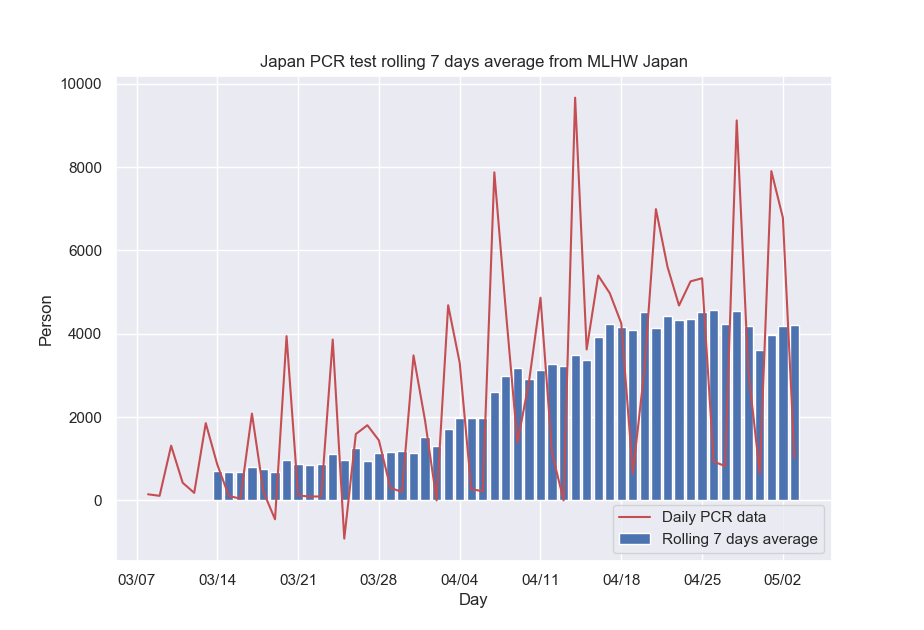 Japan PCR test rolling 7 days average from MLHW Japan
Person
10000
8000
6000
4000
2000
0
Daily PCR data
Rolling 7 days average
03/07 03/14 03/21 03/28 04/04 04/11 04/18 04/25 05/02
Day